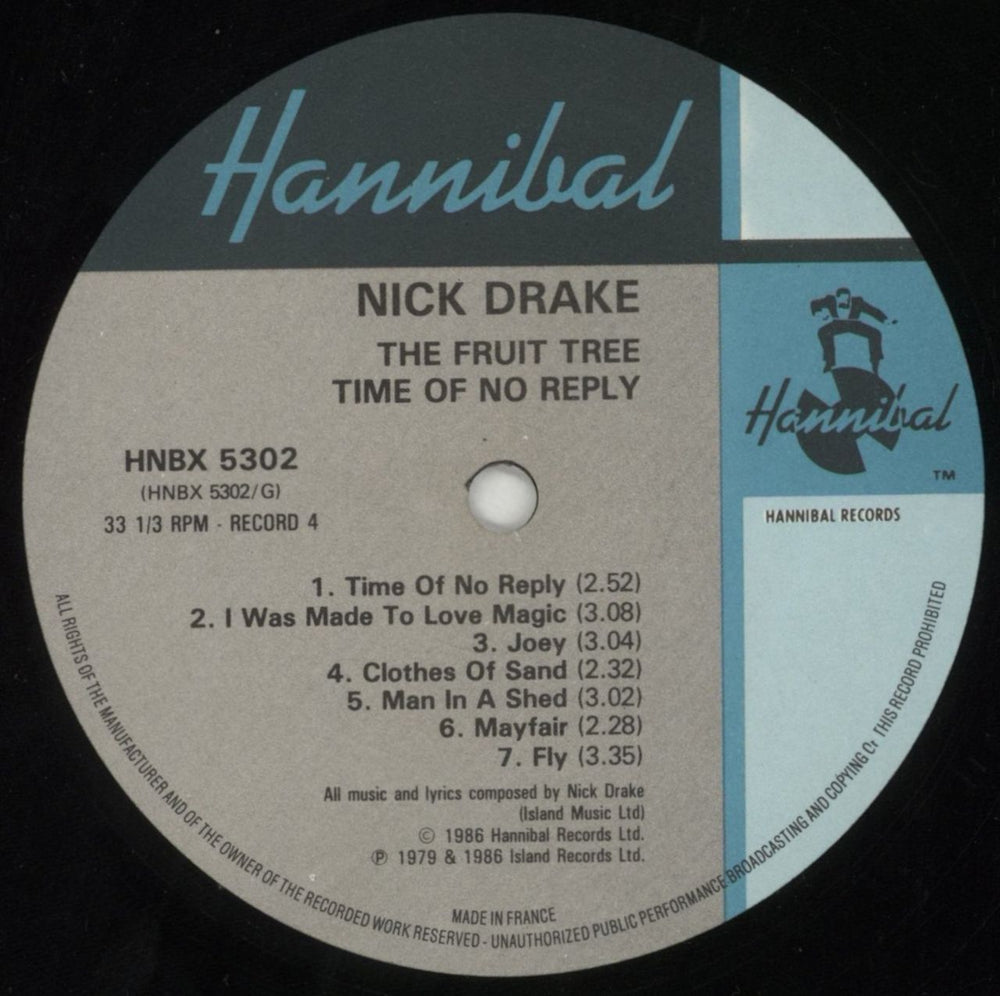 Hannibal
NICK DRAKE
THE FRUIT TREE
TIME OF NO REPLY
Hannibal
TM
HNBX 5302
(HNBX 5302/G)
33 1/3 RPM - RECORD 4
HANNIBAL RECORDS
1. Time Of No Reply (2.52)
2. I Was Made To Love Magic (3.08)
3. Joey (3.04)
4. Clothes Of Sand (2.32)
5. Man In A Shed (3.02)
6. Mayfair (2.28)
7. Fly (3.35)
All music and lyrics composed by Nick Drake
(Island Music Ltd)
© 1986 Hannibal Records Ltd.
℗ 1979 & 1986 Island Records Ltd.
MADE IN FRANCE
ALL RIGHTS OF THE MANUFACTURER AND OF THE OWNER OF THE RECORDED WORK RESERVED - UNAUTHORIZED PUBLIC PERFORMANCE BROADCASTING AND COPYING THIS RECORD PROHIBITED